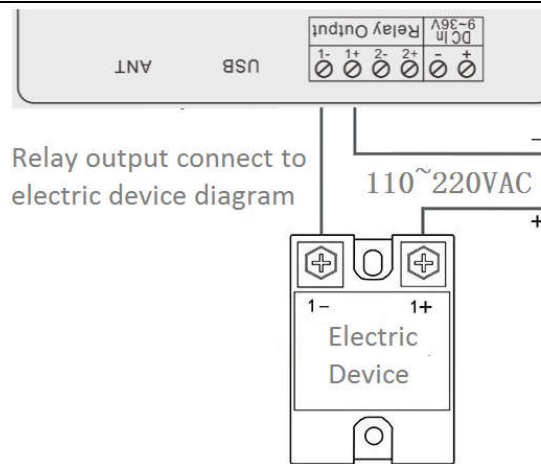 Relay Output
DC In
9~36V
1- 1+ 2- 2+ - +
ANT USB
Relay output connect to
electric device diagram
-
110~220VAC
+
1- 1+
Electric
Device